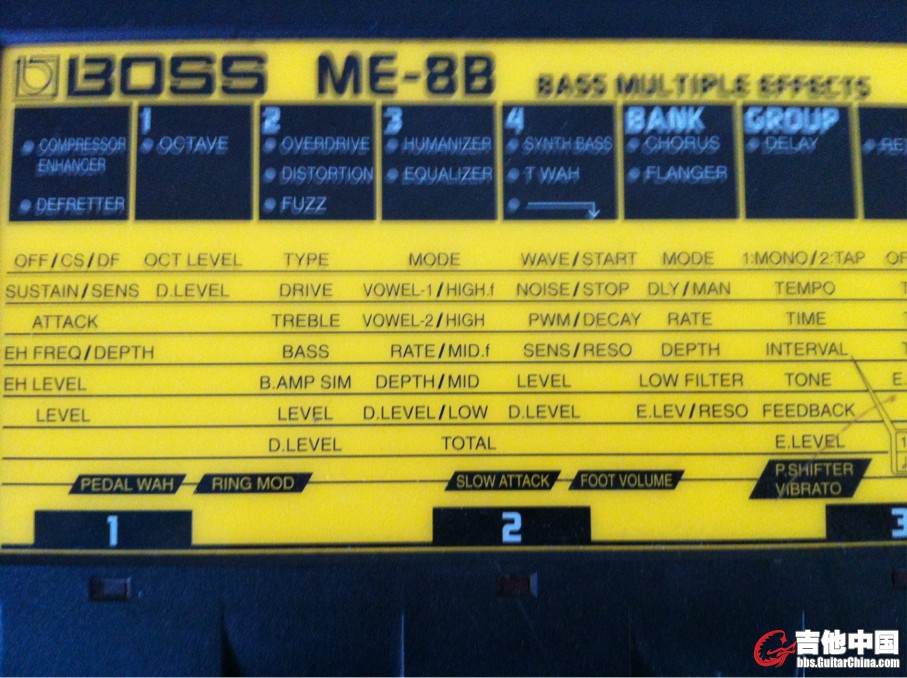 BOSS ME-8B BASS MULTIPLE EFFECTS
1 2 3 4 BANK GROUP
COMPRESSOR OCTAVE OVERDRIVE HUMANIZER SYNTH BASS CHORUS DELAY
ENHANCER DISTORTION EQUALIZER T WAH FLANGER
DEFRETTER FUZZ
OFF/CS/DF OCT LEVEL TYPE MODE WAVE/START MODE 1:MONO/2:TAP
SUSTAIN/SENS D.LEVEL DRIVE VOWEL-1/HIGH.f NOISE/STOP DLY/MAN TEMPO
ATTACK TREBLE VOWEL-2/HIGH PWM/DECAY RATE TIME
EH FREQ/DEPTH BASS RATE/MID.f SENS/RESO DEPTH INTERVAL
EH LEVEL B.AMP SIM DEPTH/MID LEVEL LOW FILTER TONE
LEVEL LEVEL D.LEVEL/LOW D.LEVEL E.LEV/RESO FEEDBACK
D.LEVEL TOTAL E.LEVEL
PEDAL WAH RING MOD SLOW ATTACK FOOT VOLUME P.SHIFTER
VIBRATO
1 2 3
吉他中国
bbs.GuitarChina.com